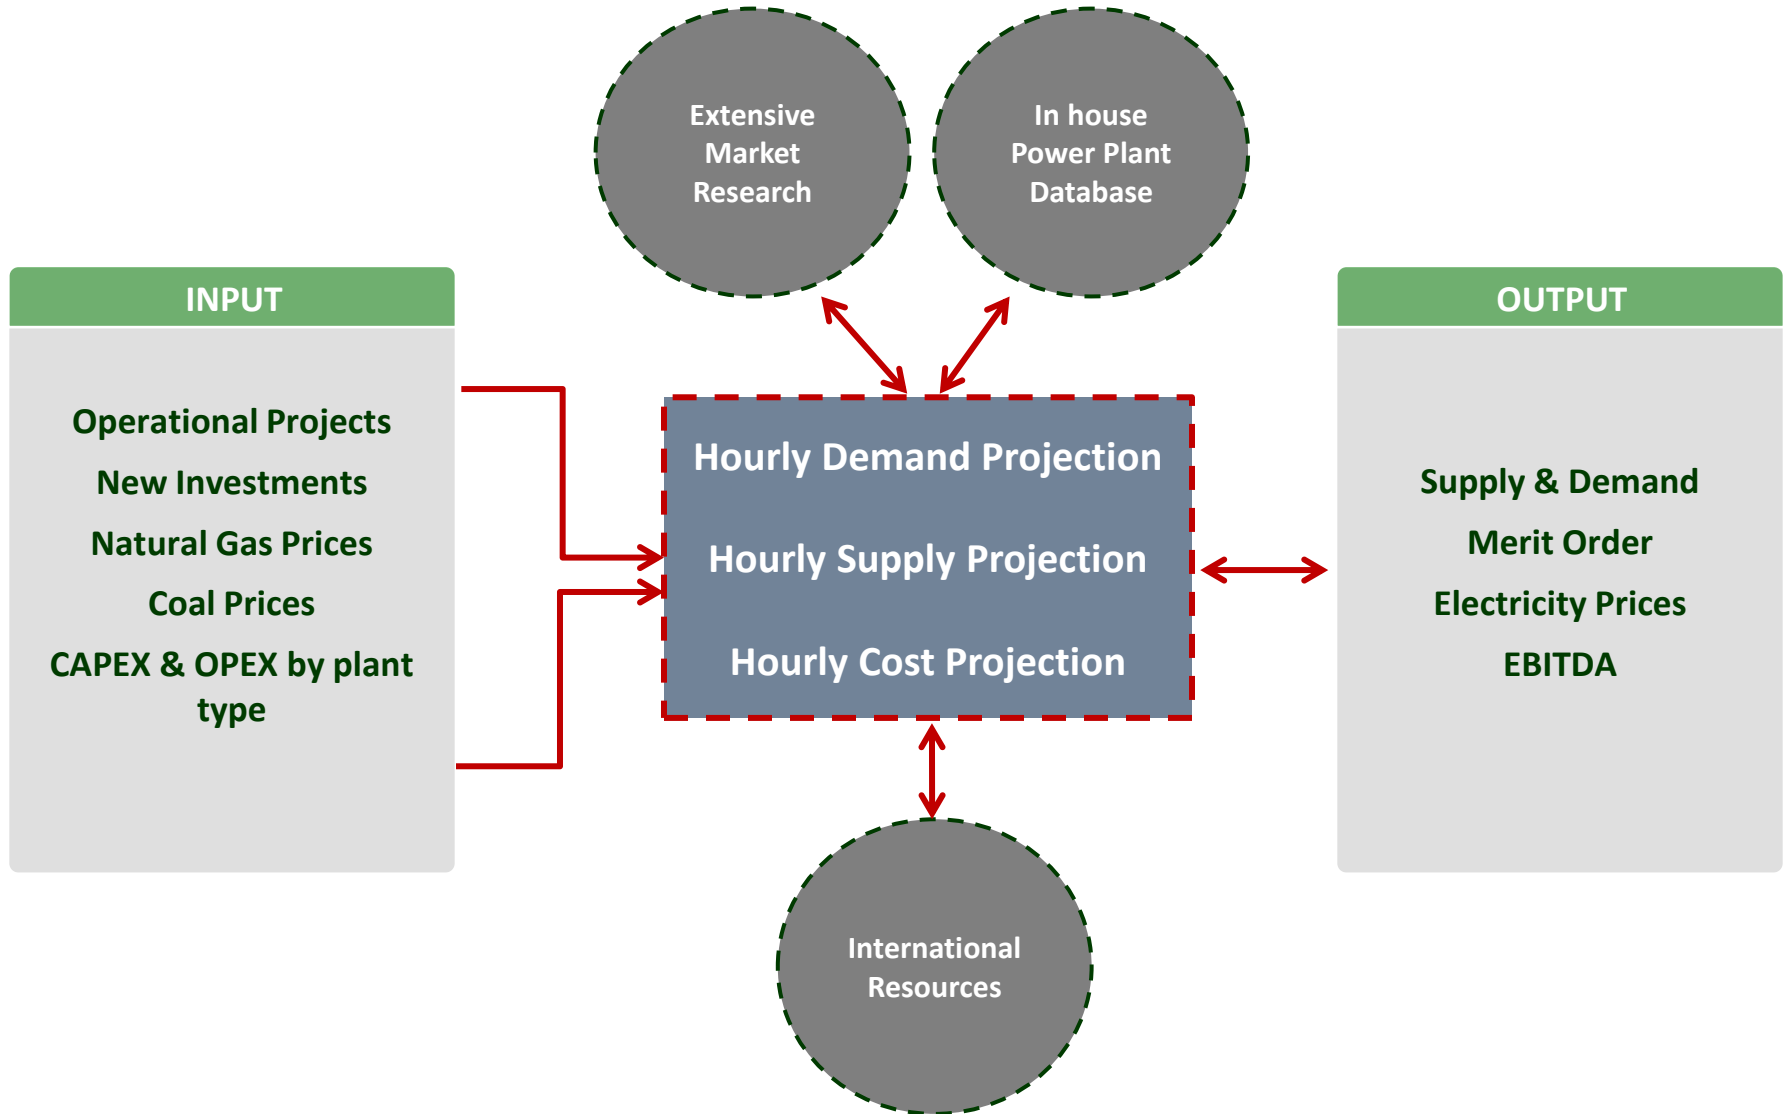 Extensive
Market
Research
In house
Power Plant
Database
INPUT
Operational Projects
New Investments
Natural Gas Prices
Coal Prices
CAPEX & OPEX by plant
type
Hourly Demand Projection
Hourly Supply Projection
Hourly Cost Projection
OUTPUT
Supply & Demand
Merit Order
Electricity Prices
EBITDA
International
Resources